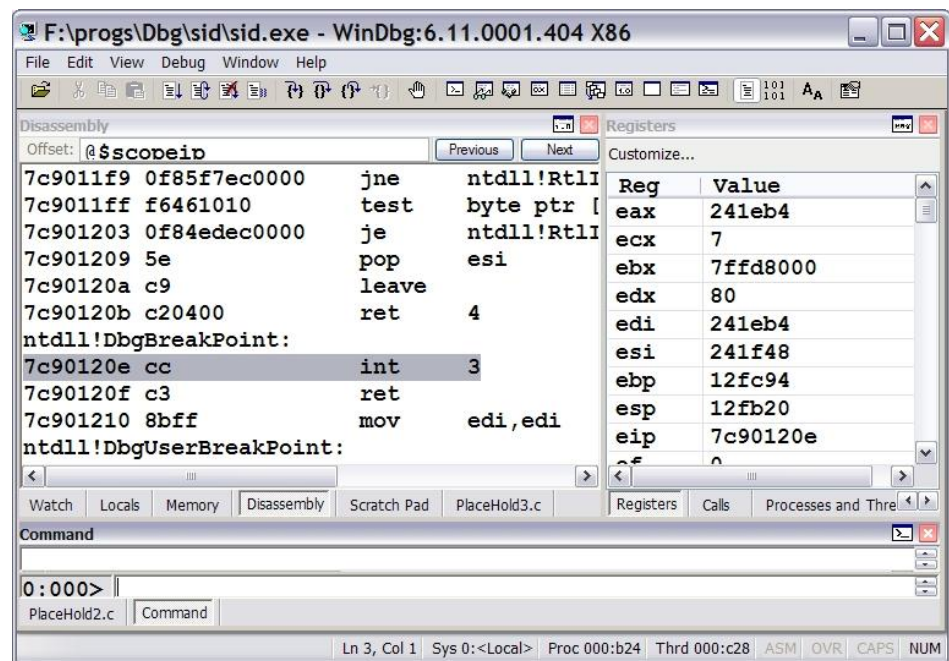 F:\progs\Dbg\sid\sid.exe - WinDbg:6.11.0001.404 X86
File Edit View Debug Window Help
Disassembly
Offset: @$scopeip Previous Next
7c9011f9 0f85f7ec0000 jne ntdll!RtlI
7c9011ff f6461010 test byte ptr [
7c901203 0f84edec0000 je ntdll!RtlI
7c901209 5e pop esi
7c90120a c9 leave
7c90120b c20400 ret 4
ntdll!DbgBreakPoint:
7c90120e cc int 3
7c90120f c3 ret
7c901210 8bff mov edi,edi
ntdll!DbgUserBreakPoint:
Watch Locals Memory Disassembly Scratch Pad PlaceHold3.c
Registers
Customize...
Reg Value
eax 241eb4
ecx 7
ebx 7ffd8000
edx 80
edi 241eb4
esi 241f48
ebp 12fc94
esp 12fb20
eip 7c90120e
Registers Calls Processes and Thre
Command
0:000>
PlaceHold2.c Command
Ln 3, Col 1 Sys 0:<Local> Proc 000:b24 Thrd 000:c28 ASM OVR CAPS NUM